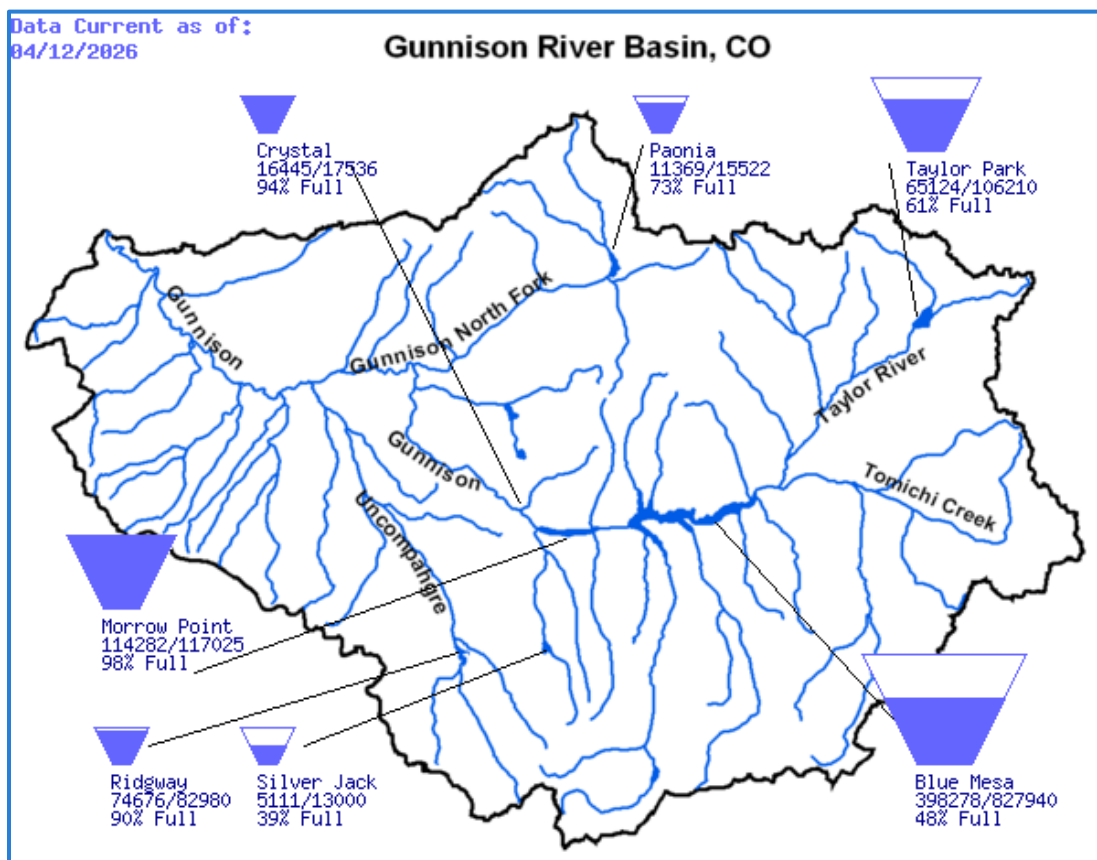 Data Current as of:
04/12/2026
Gunnison River Basin, CO
Crystal
16445/17536
94% Full
Paonia
11369/15522
73% Full
Taylor Park
65124/106210
61% Full
Gunnison
Gunnison North Fork
Taylor River
Gunnison
Tomichi Creek
Uncompahgre
Morrow Point
114282/117025
98% Full
Ridgway
74676/82980
90% Full
Silver Jack
5111/13000
39% Full
Blue Mesa
398278/827940
48% Full